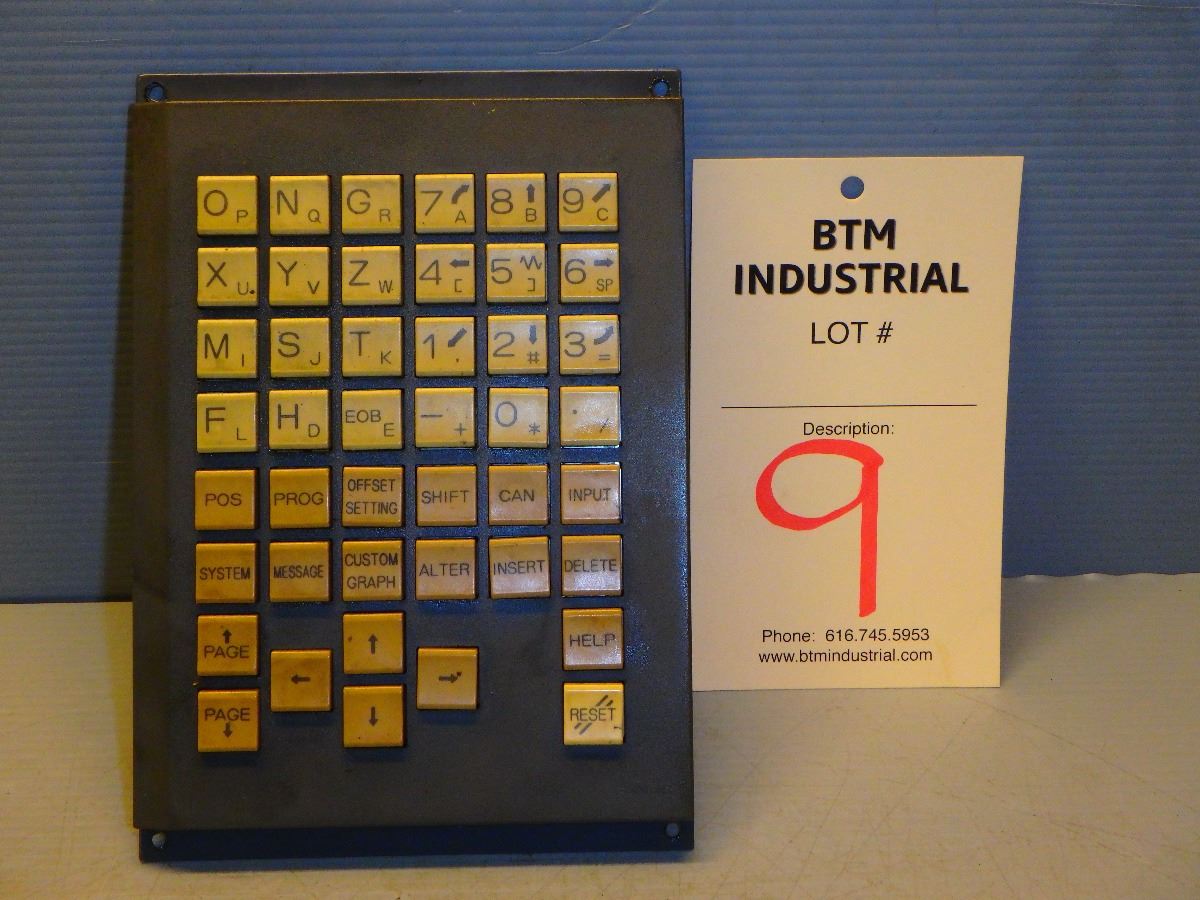 O P N Q G R 7 A 8 B 9 C
X U Y V Z W 4 [ 5 ] 6 SP
M I S J T K 1 , 2 # 3 =
F L H D EOB E - + 0 * . /
POS PROG OFFSET SETTING SHIFT CAN INPUT
SYSTEM MESSAGE CUSTOM GRAPH ALTER INSERT DELETE
↑ PAGE ← ↑ → HELP
PAGE ↓ ↓ RESET
BTM
INDUSTRIAL
LOT #
Description:
9
Phone: 616.745.5953
www.btmindustrial.com